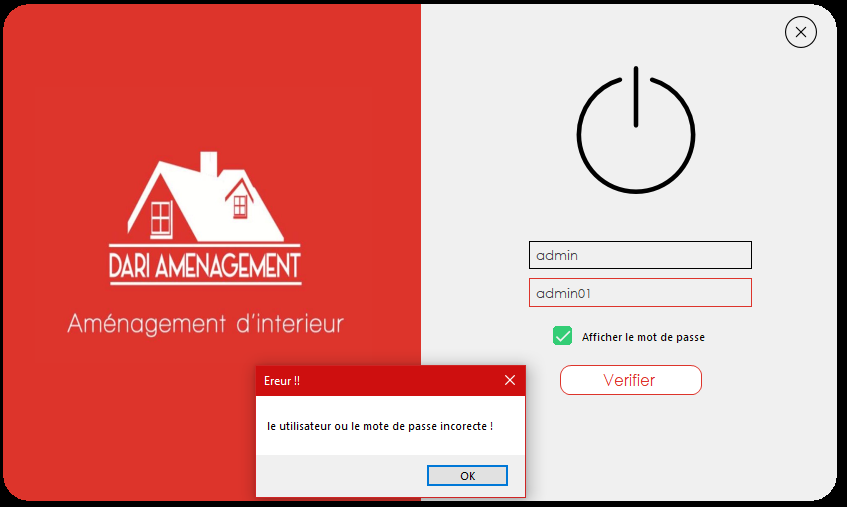 DARI AMENAGEMENT
Aménagement d'interieur
admin
admin01
Afficher le mot de passe
Verifier
Ereur !!
le utilisateur ou le mote de passe incorecte !
OK